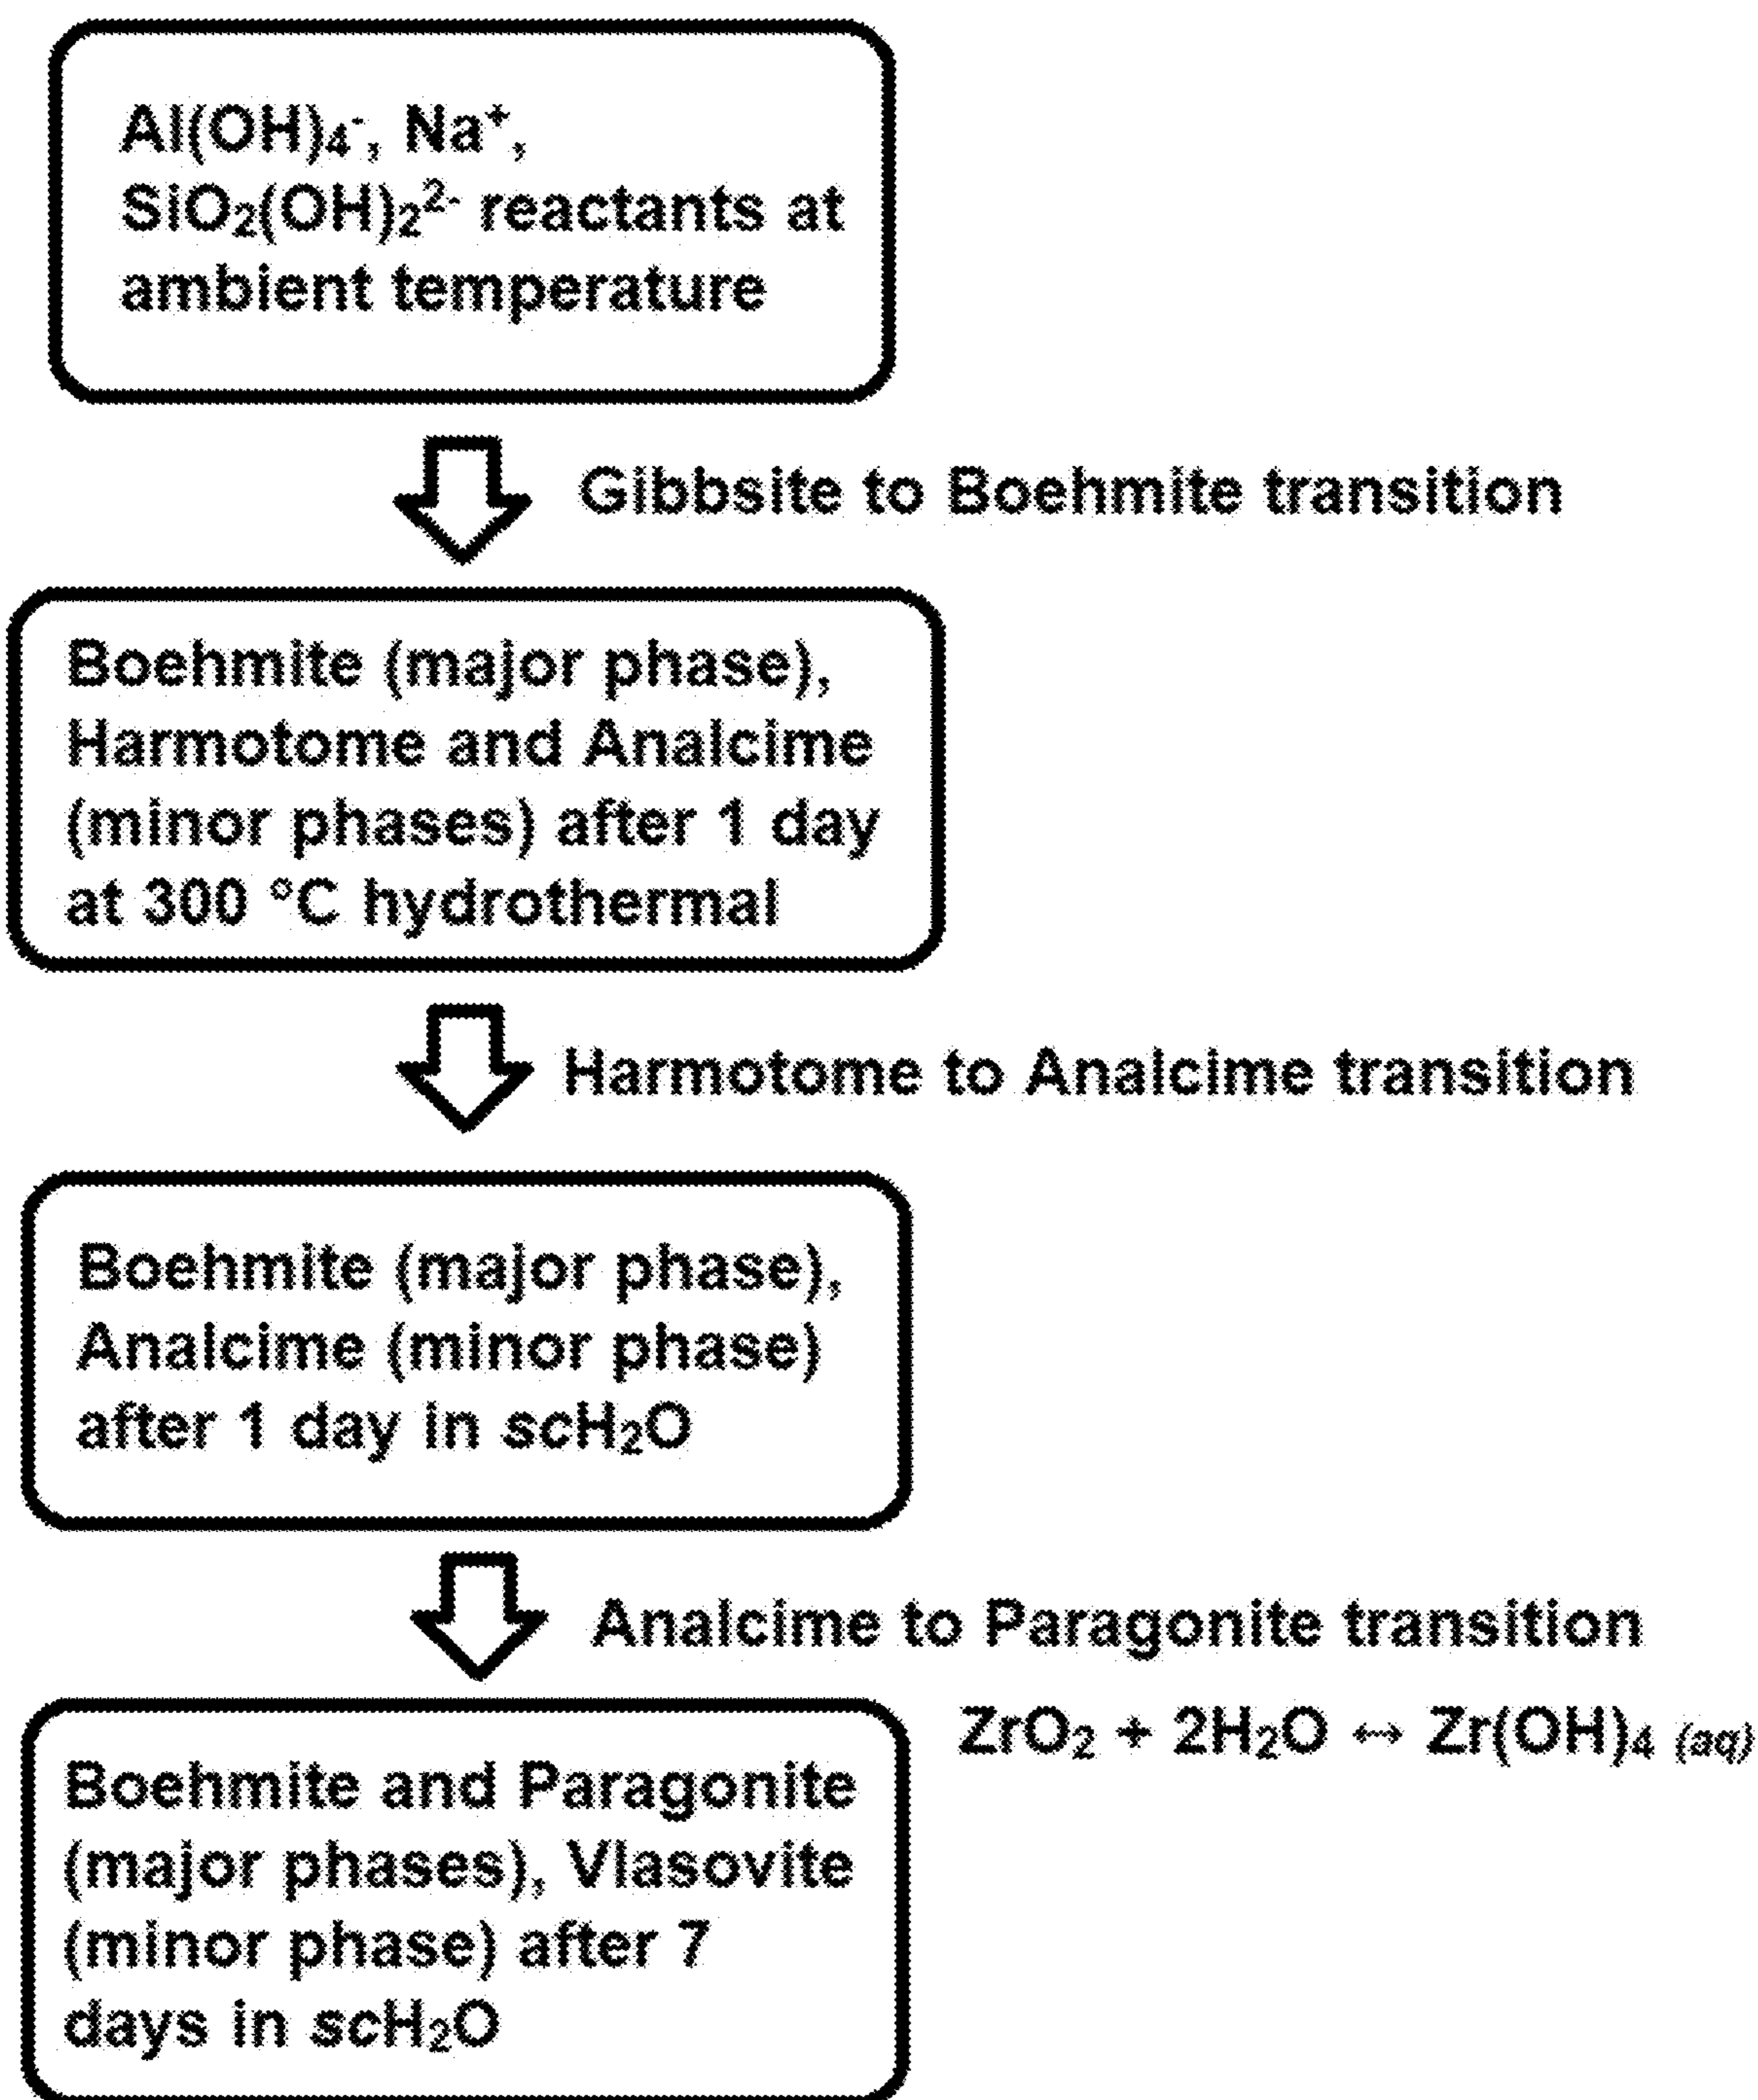 Al(OH)₄⁻, Na⁺,
SiO₂(OH)₂²⁻ reactants at
ambient temperature
Gibbsite to Boehmite transition
Boehmite (major phase),
Harmotome and Analcime
(minor phases) after 1 day
at 300 °C hydrothermal
Harmotome to Analcime transition
Boehmite (major phase),
Analcime (minor phase)
after 1 day in scH₂O
Analcime to Paragonite transition
ZrO₂ + 2H₂O ↔ Zr(OH)₄ (aq)
Boehmite and Paragonite
(major phases), Vlasovite
(minor phase) after 7
days in scH₂O